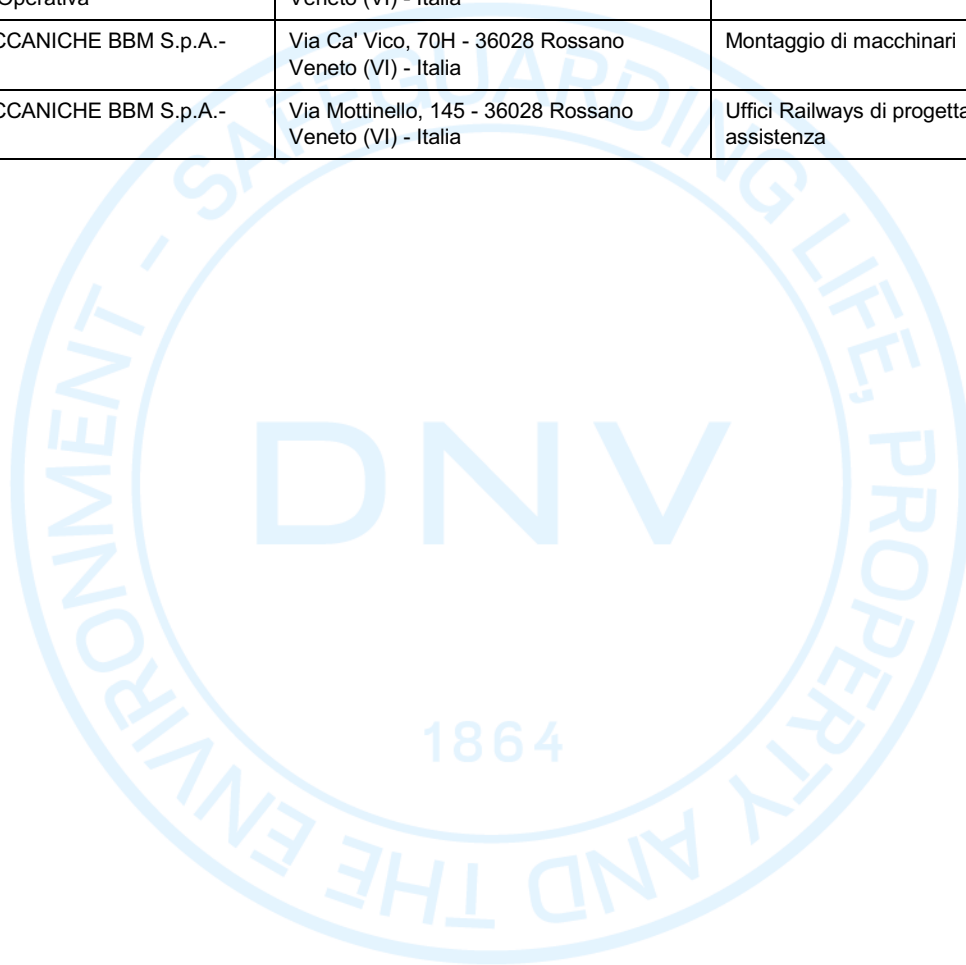 Operativa
Veneto (VI) - Italia
CCANICHE BBM S.p.A.-
Via Ca' Vico, 70H - 36028 Rossano
Veneto (VI) - Italia
Montaggio di macchinari
CCANICHE BBM S.p.A.-
Via Mottinello, 145 - 36028 Rossano
Veneto (VI) - Italia
Uffici Railways di progetta
assistenza
SAFEGUARDING LIFE, PROPERTY AND THE ENVIRONMENT -
DNV
1864